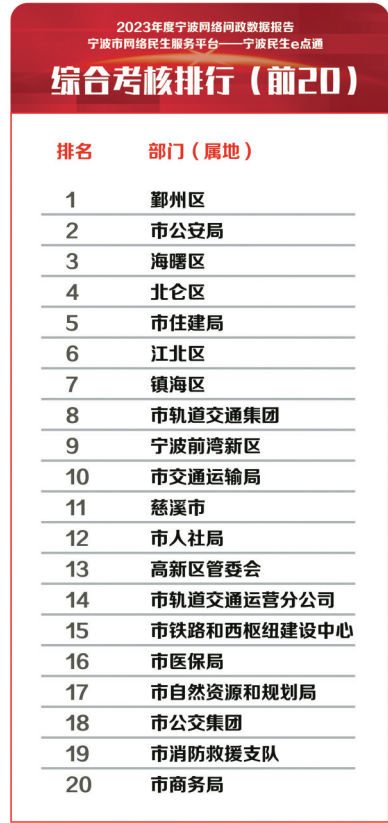 2023年度宁波网络问政数据报告
宁波市网络民生服务平台——宁波民生e点通
综合考核排行（前20）
排名 部门（属地）
1 鄞州区
2 市公安局
3 海曙区
4 北仑区
5 市住建局
6 江北区
7 镇海区
8 市轨道交通集团
9 宁波前湾新区
10 市交通运输局
11 慈溪市
12 市人社局
13 高新区管委会
14 市轨道交通运营分公司
15 市铁路和西枢纽建设中心
16 市医保局
17 市自然资源和规划局
18 市公交集团
19 市消防救援支队
20 市商务局